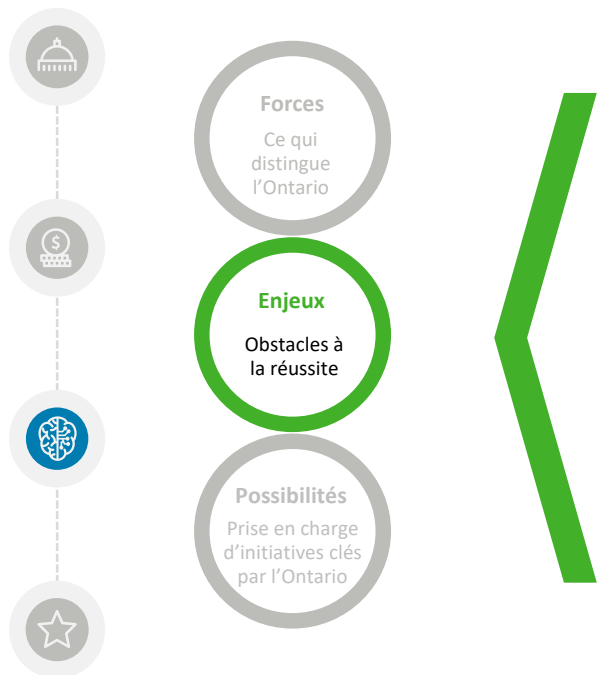 Forces
Ce qui
distingue
l’Ontario
$
Enjeux
Obstacles à
la réussite
Possibilités
Prise en charge
d’initiatives clés
par l’Ontario